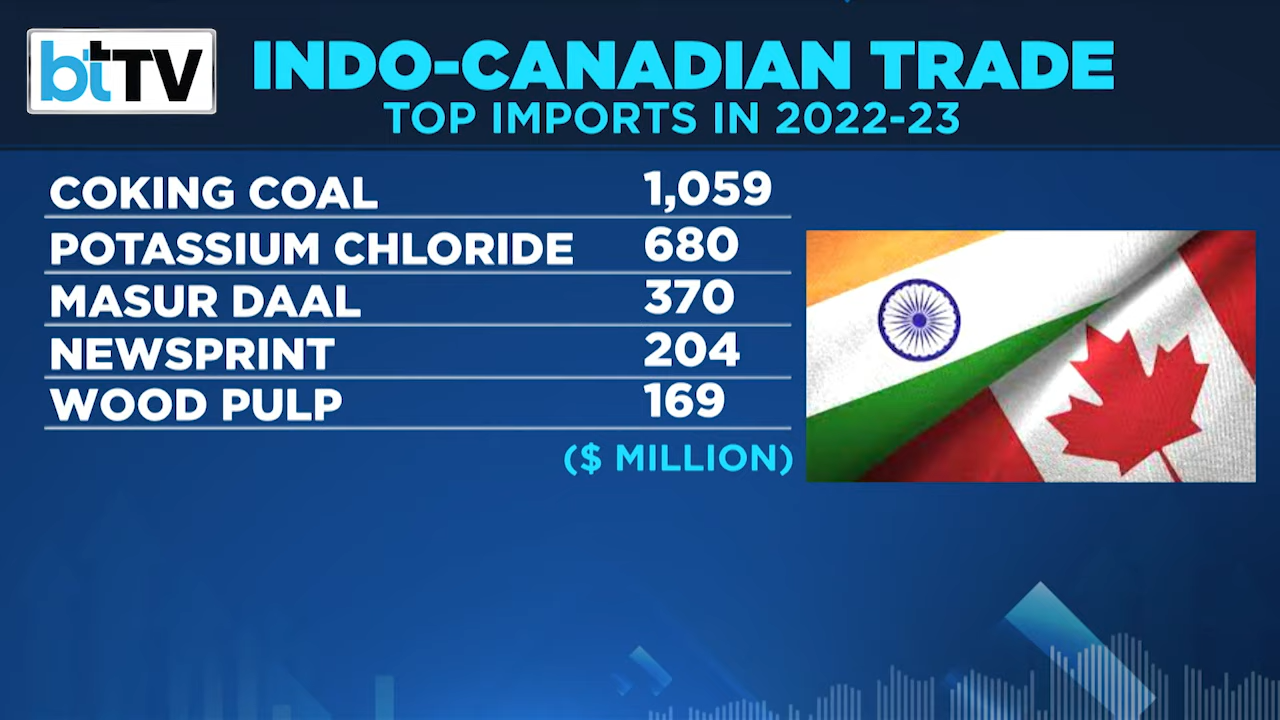 btTV
INDO-CANADIAN TRADE
TOP IMPORTS IN 2022-23
COKING COAL 1,059
POTASSIUM CHLORIDE 680
MASUR DAAL 370
NEWSPRINT 204
WOOD PULP 169
($ MILLION)